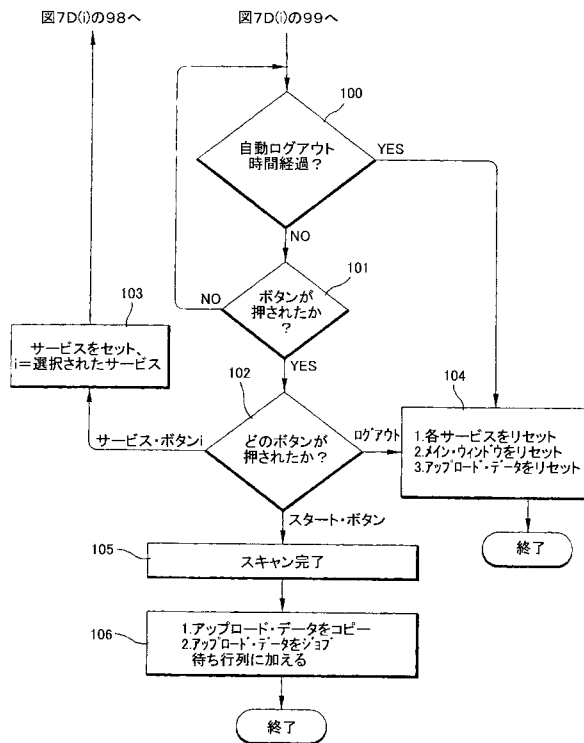 図7D(i)の98へ
図7D(i)の99へ
100
自動ログアウト
時間経過?
YES
NO
101
ボタンが
押されたか
?
NO
YES
103
サービスをセット、
i=選択されたサービス
102
どのボタンが
押されたか?
サービス・ボタンi
ログアウト
104
1.各サービスをリセット
2.メイン・ウィンドウをリセット
3.アップロード・データをリセット
終了
スタート・ボタン
105
スキャン完了
106
1.アップロード・データをコピー
2.アップロード・データをジョブ
待ち行列に加える
終了